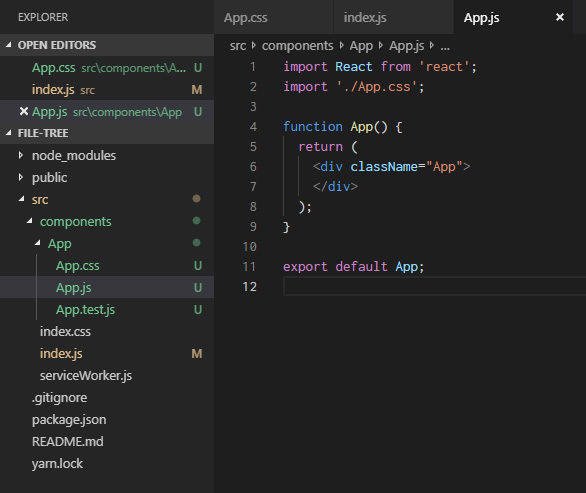 EXPLORER
OPEN EDITORS
App.css src\components\A... U
index.js src M
App.js src\components\App U
FILE-TREE
node_modules
public
src
components
App
App.css U
App.js U
App.test.js U
index.css
index.js M
serviceWorker.js
.gitignore
package.json
README.md
yarn.lock
App.css index.js App.js
src components App App.js ...
1 import React from 'react';
2 import './App.css';
3
4 function App() {
5 return (
6 <div className="App">
7 </div>
8 );
9 }
10
11 export default App;
12